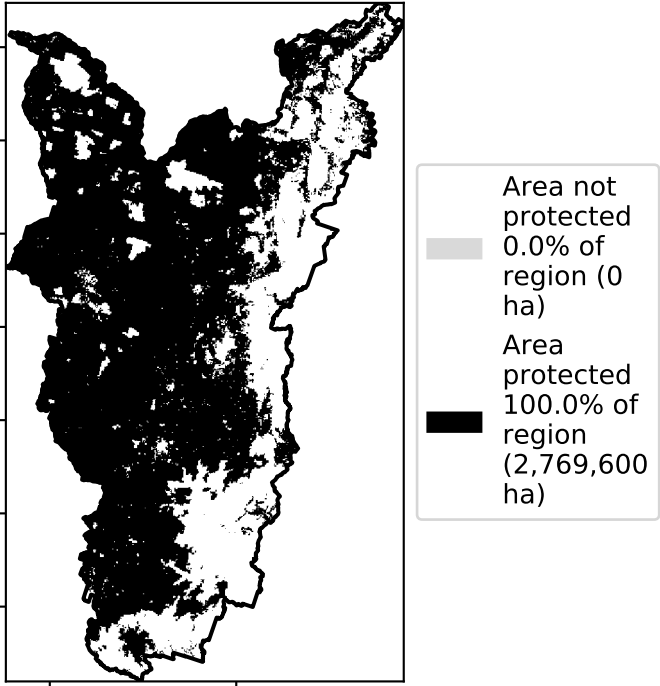 Area not
protected
0.0% of
region (0
ha)
Area
protected
100.0% of
region
(2,769,600
ha)